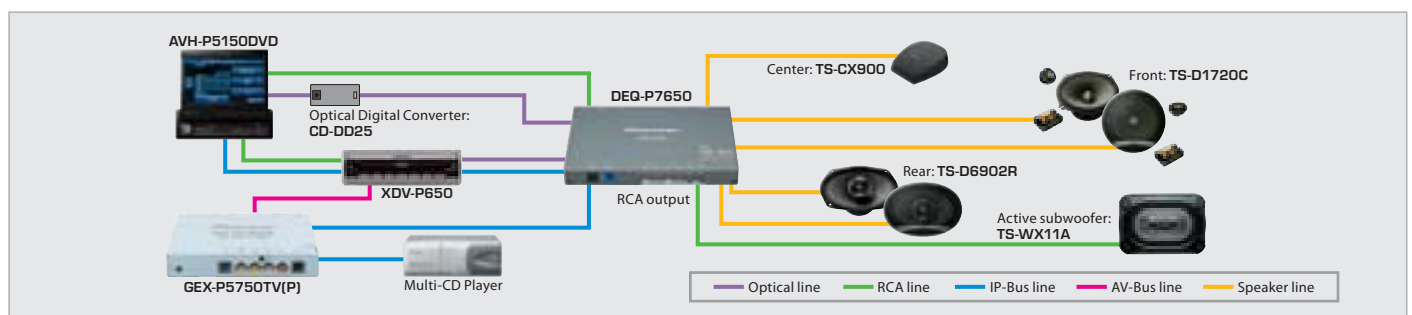 AVH-P5150DVD
Optical Digital Converter:
CD-DD25
XDV-P650
GEX-P5750TV(P)
Multi-CD Player
DEQ-P7650
RCA output
Center: TS-CX900
Front: TS-D1720C
Rear: TS-D6902R
Active subwoofer:
TS-WX11A
Optical line
RCA line
IP-Bus line
AV-Bus line
Speaker line